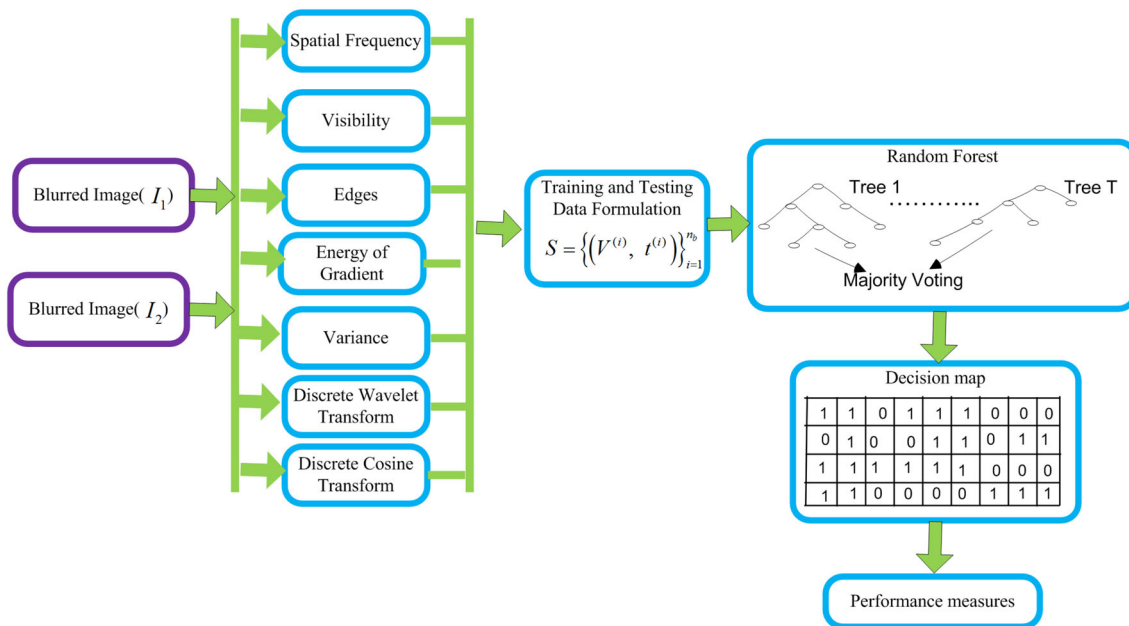 Blurred Image( I₁ )
Blurred Image( I₂ )
Spatial Frequency
Visibility
Edges
Energy of
Gradient
Variance
Discrete Wavelet
Transform
Discrete Cosine
Transform
Training and Testing
Data Formulation
S = {(V⁽ⁱ⁾, t⁽ⁱ⁾)}ⁿᵇᵢ₌₁
Random Forest
Tree 1 ............ Tree T
Majority Voting
Decision map
1 1 0 1 1 1 0 0 0
0 1 0 0 1 1 0 1 1
1 1 1 1 1 1 0 0 0
1 1 0 0 0 0 1 1 1
Performance measures